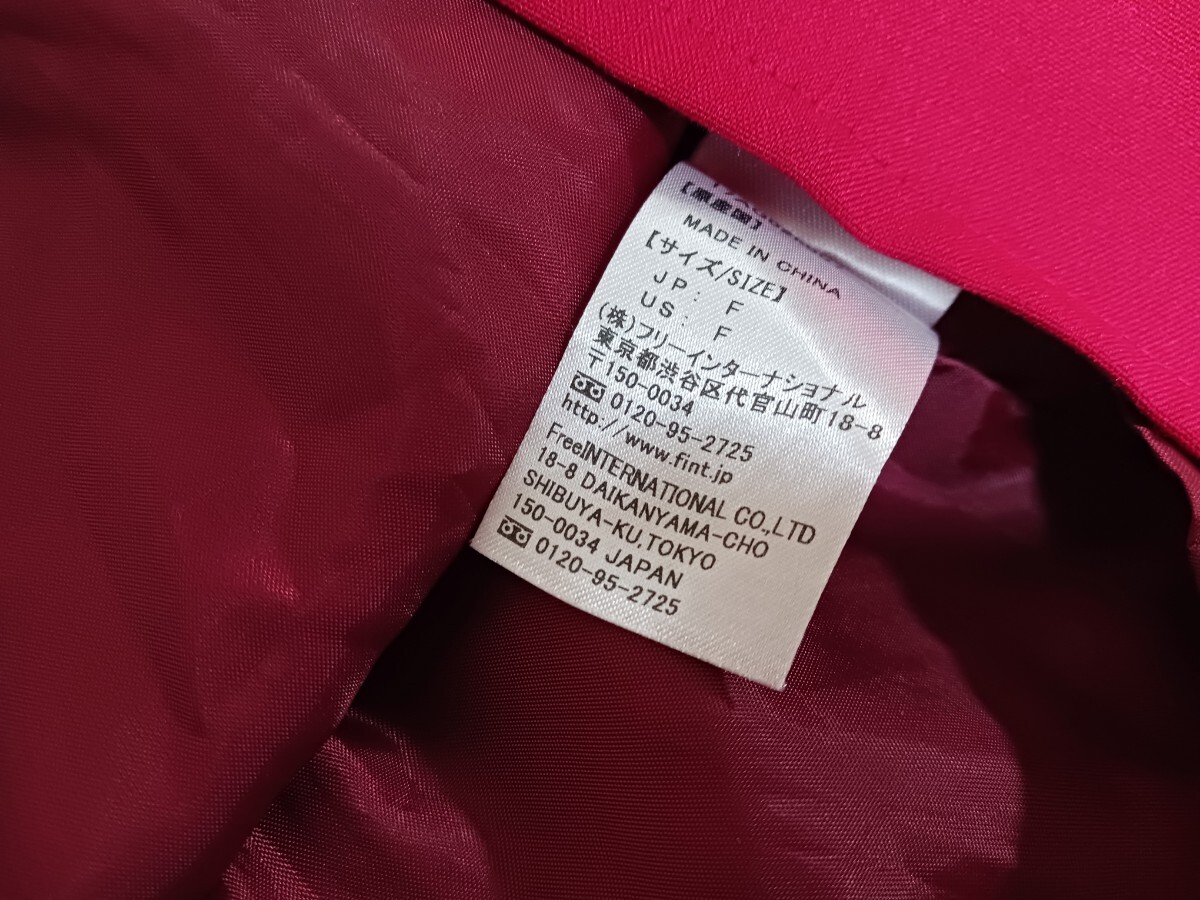 【原産国】
MADE IN CHINA
【サイズ/SIZE】
JP: F
US: F
(株)フリーインターナショナル
東京都渋谷区代官山町18-8
〒150-0034
0120-95-2725
http://www.fint.jp
Free.INTERNATIONAL CO.,LTD
18-8 DAIKANYAMA-CHO
SHIBUYA-KU,TOKYO
150-0034 JAPAN
0120-95-2725